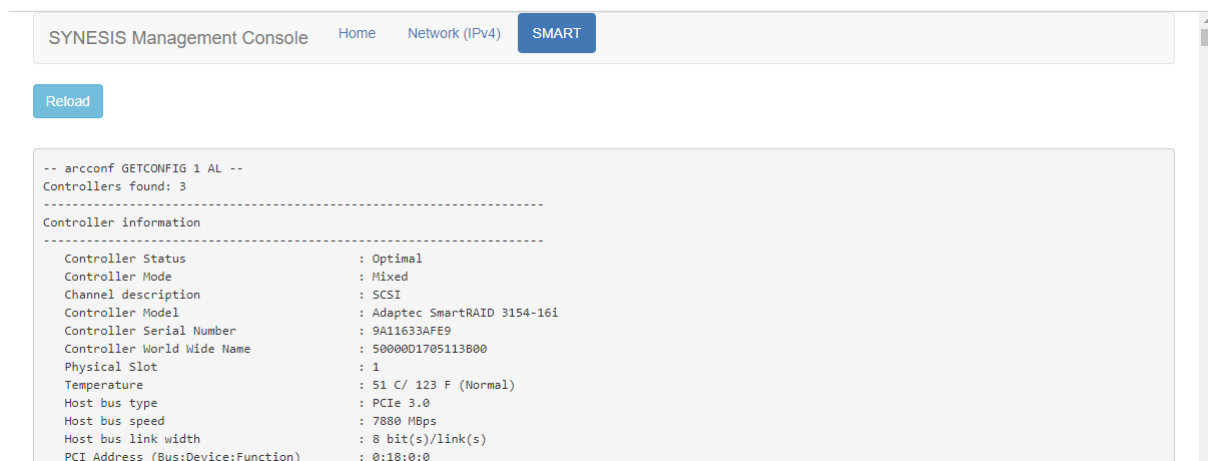 SYNESIS Management Console Home Network (IPv4) SMART
Reload
-- arcconf GETCONFIG 1 AL --
Controllers found: 3
----------------------------------------------------------------------
Controller information
----------------------------------------------------------------------
Controller Status : Optimal
Controller Mode : Mixed
Channel description : SCSI
Controller Model : Adaptec SmartRAID 3154-16i
Controller Serial Number : 9A11633AFE9
Controller World Wide Name : 50000D1705113B00
Physical Slot : 1
Temperature : 51 C/ 123 F (Normal)
Host bus type : PCIe 3.0
Host bus speed : 7880 MBps
Host bus link width : 8 bit(s)/link(s)
PCI Address (Bus:Device:Function) : 0:18:0:0